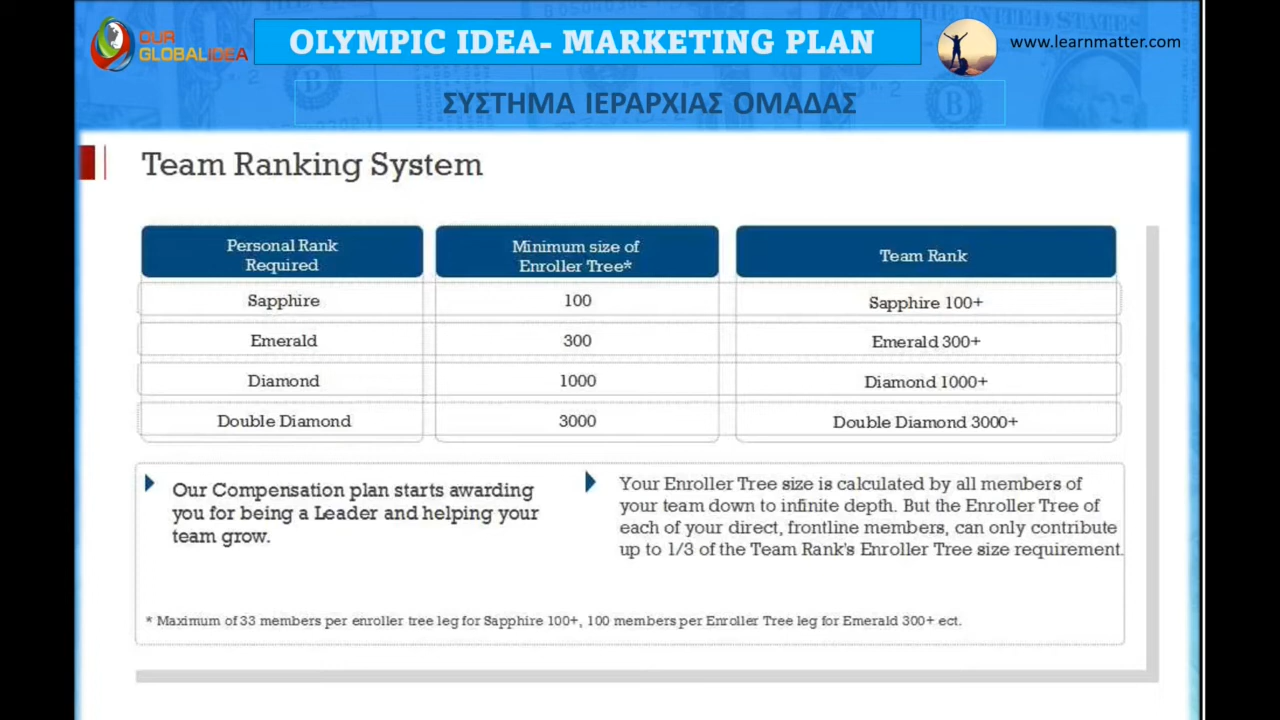 OUR
GLOBALIDEA
OLYMPIC IDEA- MARKETING PLAN
www.learnmatter.com
ΣΥΣΤΗΜΑ ΙΕΡΑΡΧΙΑΣ ΟΜΑΔΑΣ
Team Ranking System
Personal Rank
Required
Minimum size of
Enroller Tree*
Team Rank
Sapphire 100 Sapphire 100+
Emerald 300 Emerald 300+
Diamond 1000 Diamond 1000+
Double Diamond 3000 Double Diamond 3000+
Our Compensation plan starts awarding
you for being a Leader and helping your
team grow.
Your Enroller Tree size is calculated by all members of
your team down to infinite depth. But the Enroller Tree of
each of your direct, frontline members, can only contribute
up to 1/3 of the Team Rank's Enroller Tree size requirement.
* Maximum of 33 members per enroller tree leg for Sapphire 100+, 100 members per Enroller Tree leg for Emerald 300+ ect.